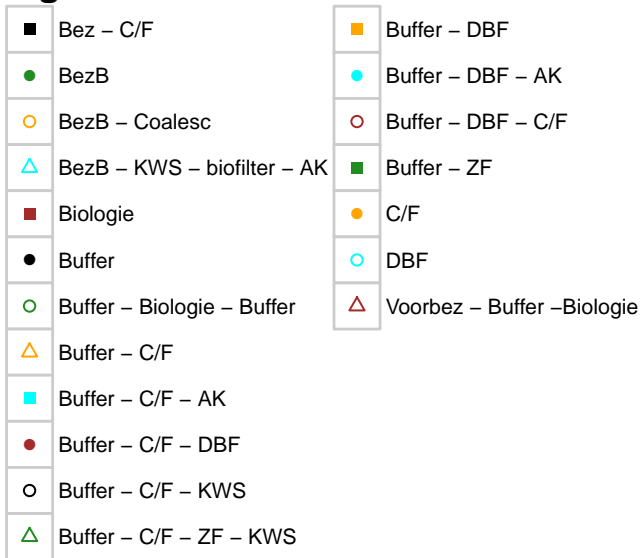 Bez − C/F
BezB
BezB − Coalesc
BezB − KWS − biofilter − AK
Biologie
Buffer
Buffer − Biologie − Buffer
Buffer − C/F
Buffer − C/F − AK
Buffer − C/F − DBF
Buffer − C/F − KWS
Buffer − C/F − ZF − KWS
Buffer − DBF
Buffer − DBF − AK
Buffer − DBF − C/F
Buffer − ZF
C/F
DBF
Voorbez − Buffer −Biologie